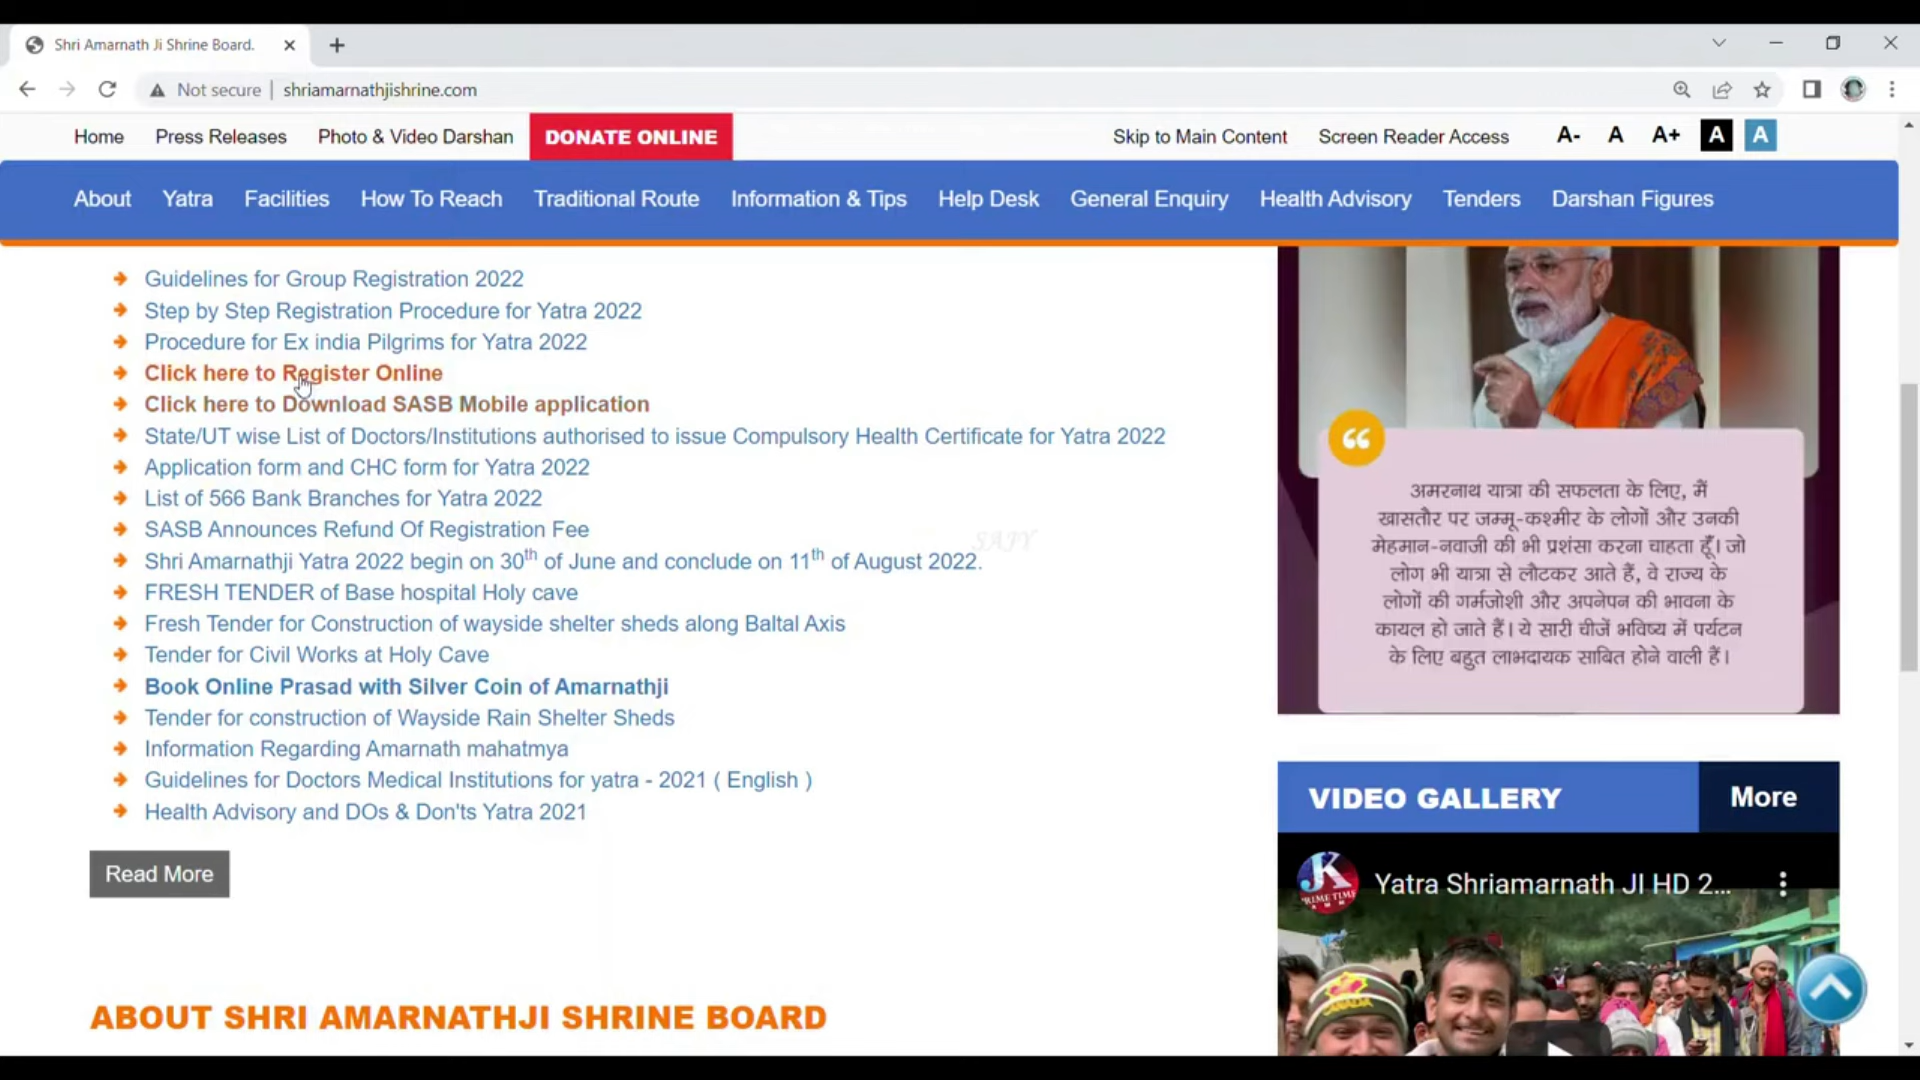 Shri Amarnath Ji Shrine Board.
Not secure
shriamarnathjishrine.com
Home Press Releases Photo & Video Darshan DONATE ONLINE Skip to Main Content Screen Reader Access A- A A+ A A
About Yatra Facilities How To Reach Traditional Route Information & Tips Help Desk General Enquiry Health Advisory Tenders Darshan Figures
Guidelines for Group Registration 2022
Step by Step Registration Procedure for Yatra 2022
Procedure for Ex india Pilgrims for Yatra 2022
Click here to Register Online
Click here to Download SASB Mobile application
State/UT wise List of Doctors/Institutions authorised to issue Compulsory Health Certificate for Yatra 2022
Application form and CHC form for Yatra 2022
List of 566 Bank Branches for Yatra 2022
SASB Announces Refund Of Registration Fee
Shri Amarnathji Yatra 2022 begin on 30th of June and conclude on 11th of August 2022.
FRESH TENDER of Base hospital Holy cave
Fresh Tender for Construction of wayside shelter sheds along Baltal Axis
Tender for Civil Works at Holy Cave
Book Online Prasad with Silver Coin of Amarnathji
Tender for construction of Wayside Rain Shelter Sheds
Information Regarding Amarnath mahatmya
Guidelines for Doctors Medical Institutions for yatra - 2021 ( English )
Health Advisory and DOs & Don'ts Yatra 2021
Read More
ABOUT SHRI AMARNATHJI SHRINE BOARD
अमरनाथ यात्रा की सफलता के लिए, मैं
खासतौर पर जम्मू-कश्मीर के लोगों और उनकी
मेहमान-नवाजी की भी प्रशंसा करना चाहता हूँ। जो
लोग भी यात्रा से लौटकर आते हैं, वे राज्य के
लोगों की गर्मजोशी और अपनेपन की भावना के
कायल हो जाते हैं। ये सारी चीजें भविष्य में पर्यटन
के लिए बहुत लाभदायक साबित होने वाली हैं।
VIDEO GALLERY More
JK
PRIME TIME
Yatra Shriamarnath JI HD 2...
CANADA